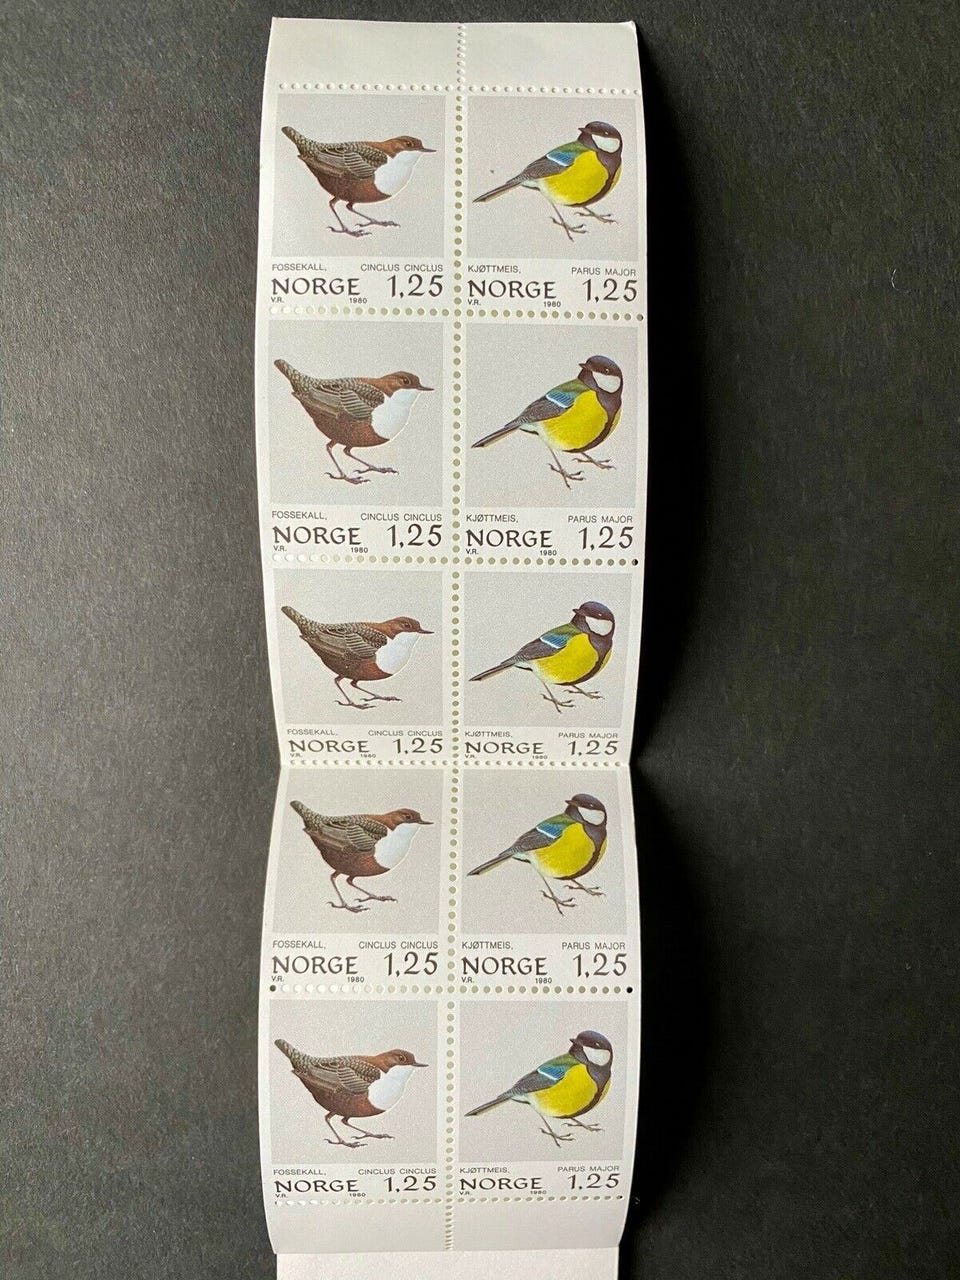 FOSSEKALL, CINCLUS CINCLUS
NORGE 1,25
V.R. 1980
KJØTTMEIS, PARUS MAJOR
NORGE 1,25
V.R. 1980
FOSSEKALL, CINCLUS CINCLUS
NORGE 1,25
V.R. 1980
KJØTTMEIS, PARUS MAJOR
NORGE 1,25
V.R. 1980
FOSSEKALL, CINCLUS CINCLUS
NORGE 1,25
V.R. 1980
KJØTTMEIS, PARUS MAJOR
NORGE 1,25
V.R. 1980
FOSSEKALL, CINCLUS CINCLUS
NORGE 1,25
V.R. 1980
KJØTTMEIS, PARUS MAJOR
NORGE 1,25
V.R. 1980
FOSSEKALL, CINCLUS CINCLUS
NORGE 1,25
V.R. 1980
KJØTTMEIS, PARUS MAJOR
NORGE 1,25
V.R. 1980